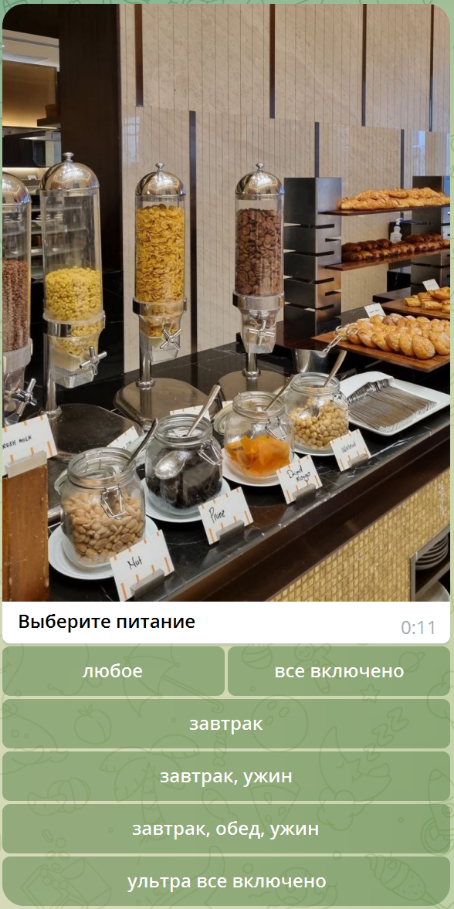 Nut
Prune
Dried
Mango
Выберите питание
0:11
любое
все включено
завтрак
завтрак, ужин
завтрак, обед, ужин
ультра все включено